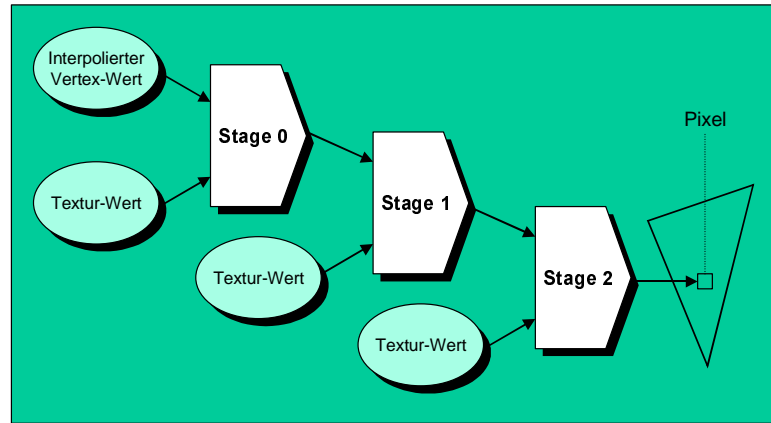 Interpolierter
Vertex-Wert
Stage 0
Pixel
Textur-Wert
Stage 1
Textur-Wert
Stage 2
Textur-Wert